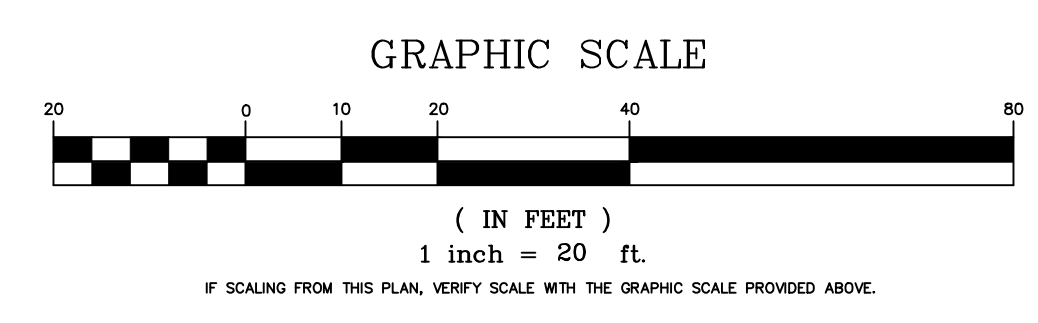 GRAPHIC SCALE
20 0 10 20 40 80
( IN FEET )
1 inch = 20 ft.
IF SCALING FROM THIS PLAN, VERIFY SCALE WITH THE GRAPHIC SCALE PROVIDED ABOVE.